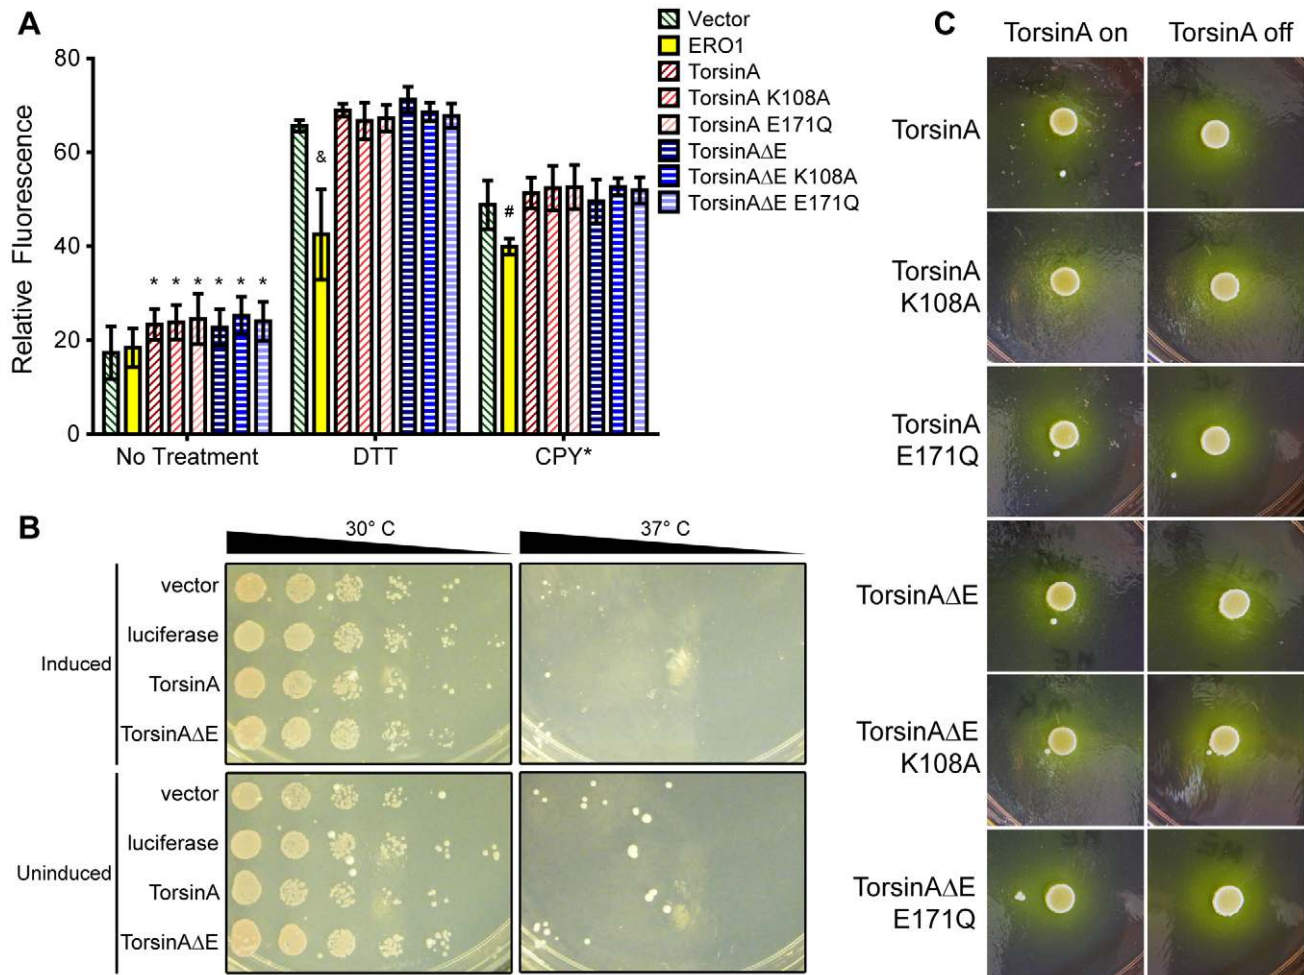 A
Relative Fluorescence
80
60
40
20
0
&
#
* * * * * *
No Treatment DTT CPY*
Vector
ERO1
TorsinA
TorsinA K108A
TorsinA E171Q
TorsinAΔE
TorsinAΔE K108A
TorsinAΔE E171Q
B
30° C 37° C
Induced
vector
luciferase
TorsinA
TorsinAΔE
Uninduced
vector
luciferase
TorsinA
TorsinAΔE
C
TorsinA on TorsinA off
TorsinA
TorsinA
K108A
TorsinA
E171Q
TorsinAΔE
TorsinAΔE
K108A
TorsinAΔE
E171Q